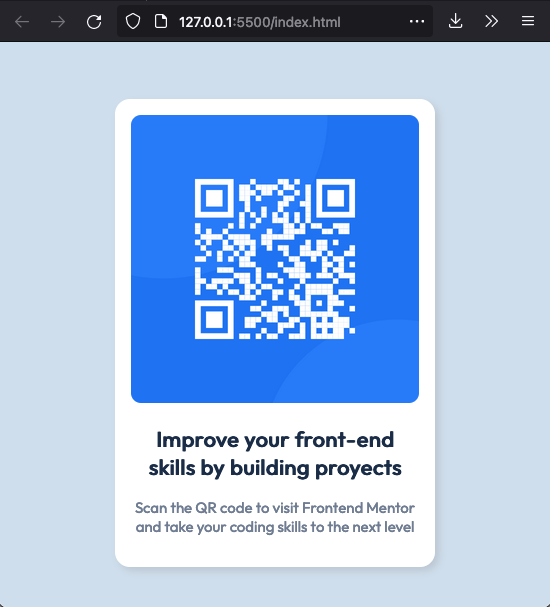 127.0.0.1:5500/index.html
Improve your front-end
skills by building proyects
Scan the QR code to visit Frontend Mentor
and take your coding skills to the next level